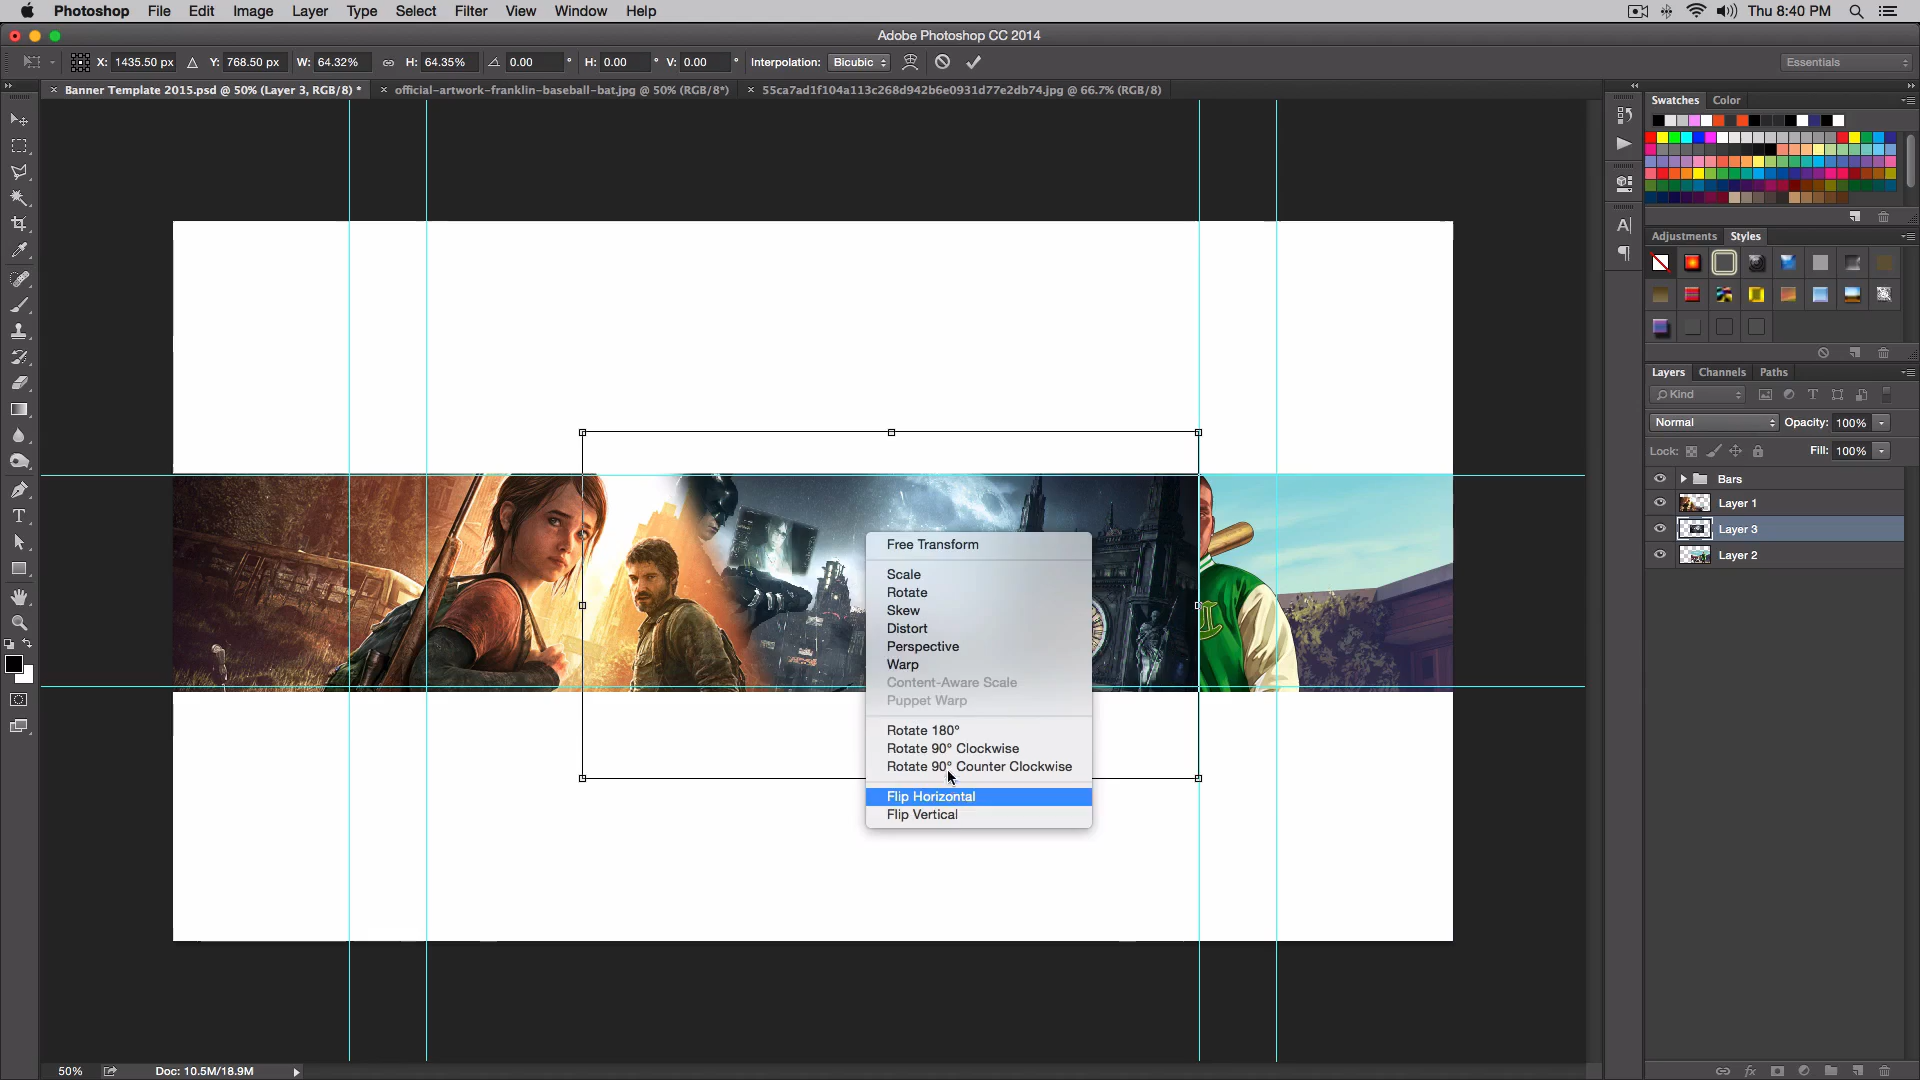 Photoshop File Edit Image Layer Type Select Filter View Window Help Thu 8:40 PM
Adobe Photoshop CC 2014
X: 1435.50 px Y: 768.50 px W: 64.32% H: 64.35% 0.00 ° H: 0.00 ° V: 0.00 ° Interpolation: Bicubic Essentials
Banner Template 2015.psd @ 50% (Layer 3, RGB/8) * official-artwork-franklin-baseball-bat.jpg @ 50% (RGB/8*) 55ca7ad1f104a113c268d942b6e0931d77e2db74.jpg @ 66.7% (RGB/8)
Swatches Color
Adjustments Styles
Layers Channels Paths
Kind
Normal Opacity: 100%
Lock: Fill: 100%
Bars
Layer 1
Layer 3
Layer 2
Free Transform
Scale
Rotate
Skew
Distort
Perspective
Warp
Content-Aware Scale
Puppet Warp
Rotate 180°
Rotate 90° Clockwise
Rotate 90° Counter Clockwise
Flip Horizontal
Flip Vertical
50% Doc: 10.5M/18.9M